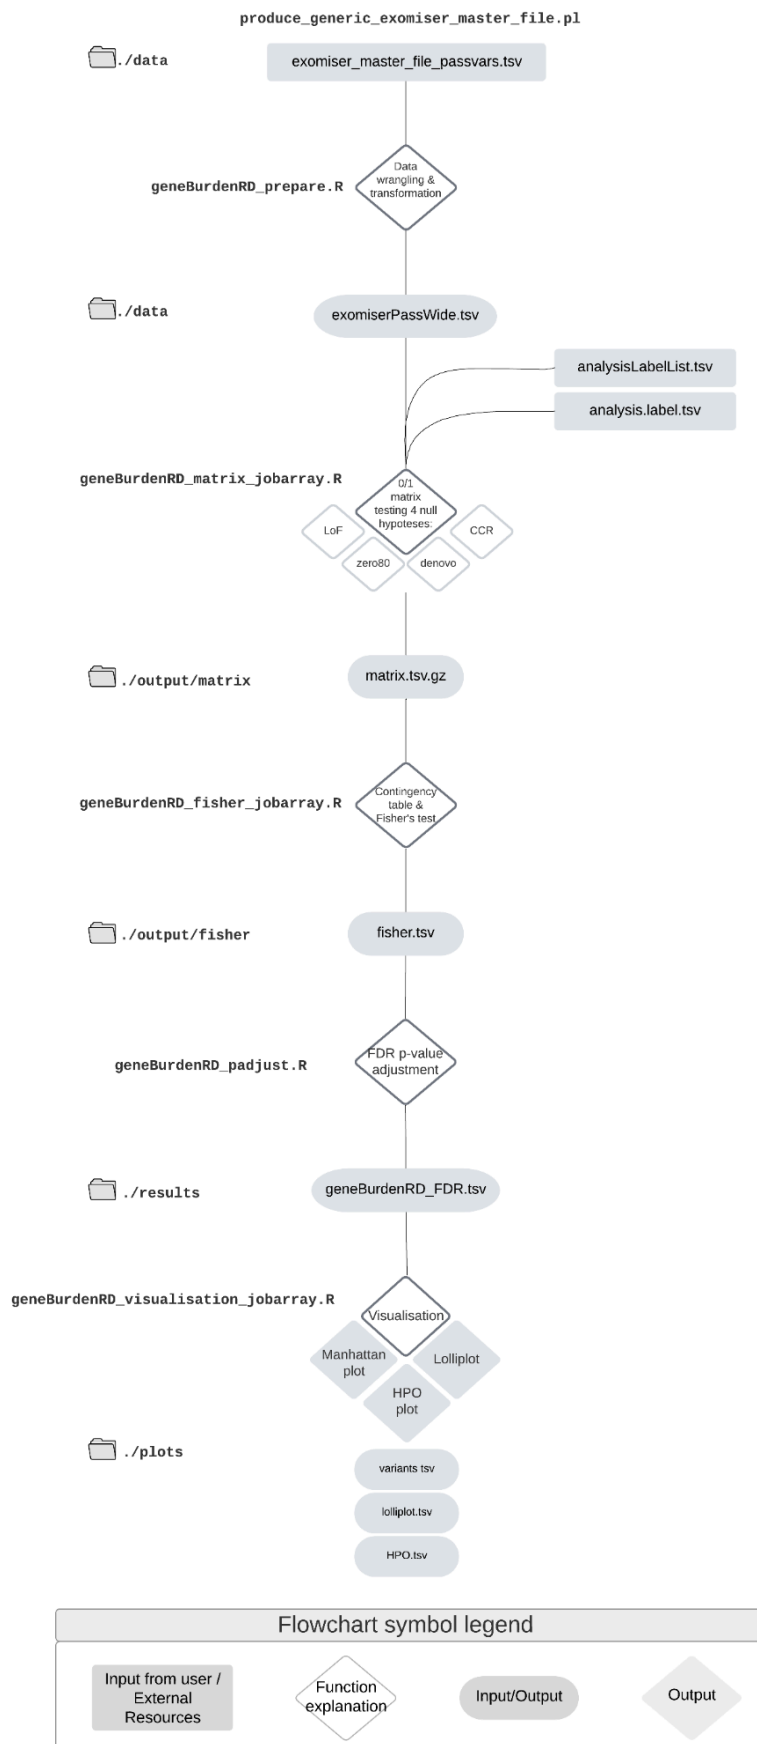 produce_generic_exomiser_master_file.pl
./data
exomiser_master_file_passvars.tsv
Data
wrangling &
transformation
geneBurdenRD_prepare.R
./data
exomiserPassWide.tsv
analysisLabelList.tsv
analysis.label.tsv
geneBurdenRD_matrix_jobarray.R
0/1
matrix
testing 4 null
hypoteses:
LoF
CCR
zero80
denovo
./output/matrix
matrix.tsv.gz
geneBurdenRD_fisher_jobarray.R
Contingency
table &
Fisher's test
./output/fisher
fisher.tsv
geneBurdenRD_padjust.R
FDR p-value
adjustment
./results
geneBurdenRD_FDR.tsv
geneBurdenRD_visualisation_jobarray.R
Visualisation
Manhattan
plot
Lolliplot
HPO
plot
./plots
variants tsv
lolliplot.tsv
HPO.tsv
Flowchart symbol legend
Input from user /
External
Resources
Function
explanation
Input/Output
Output